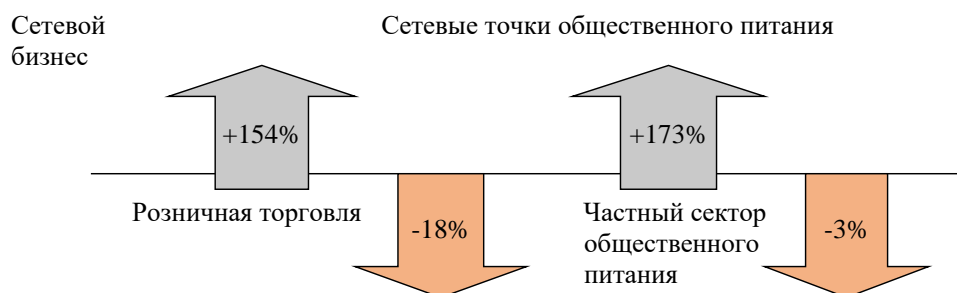 Сетевой
бизнес
Сетевые точки общественного питания
+154%
+173%
Розничная торговля
-18%
Частный сектор
общественного
питания
-3%